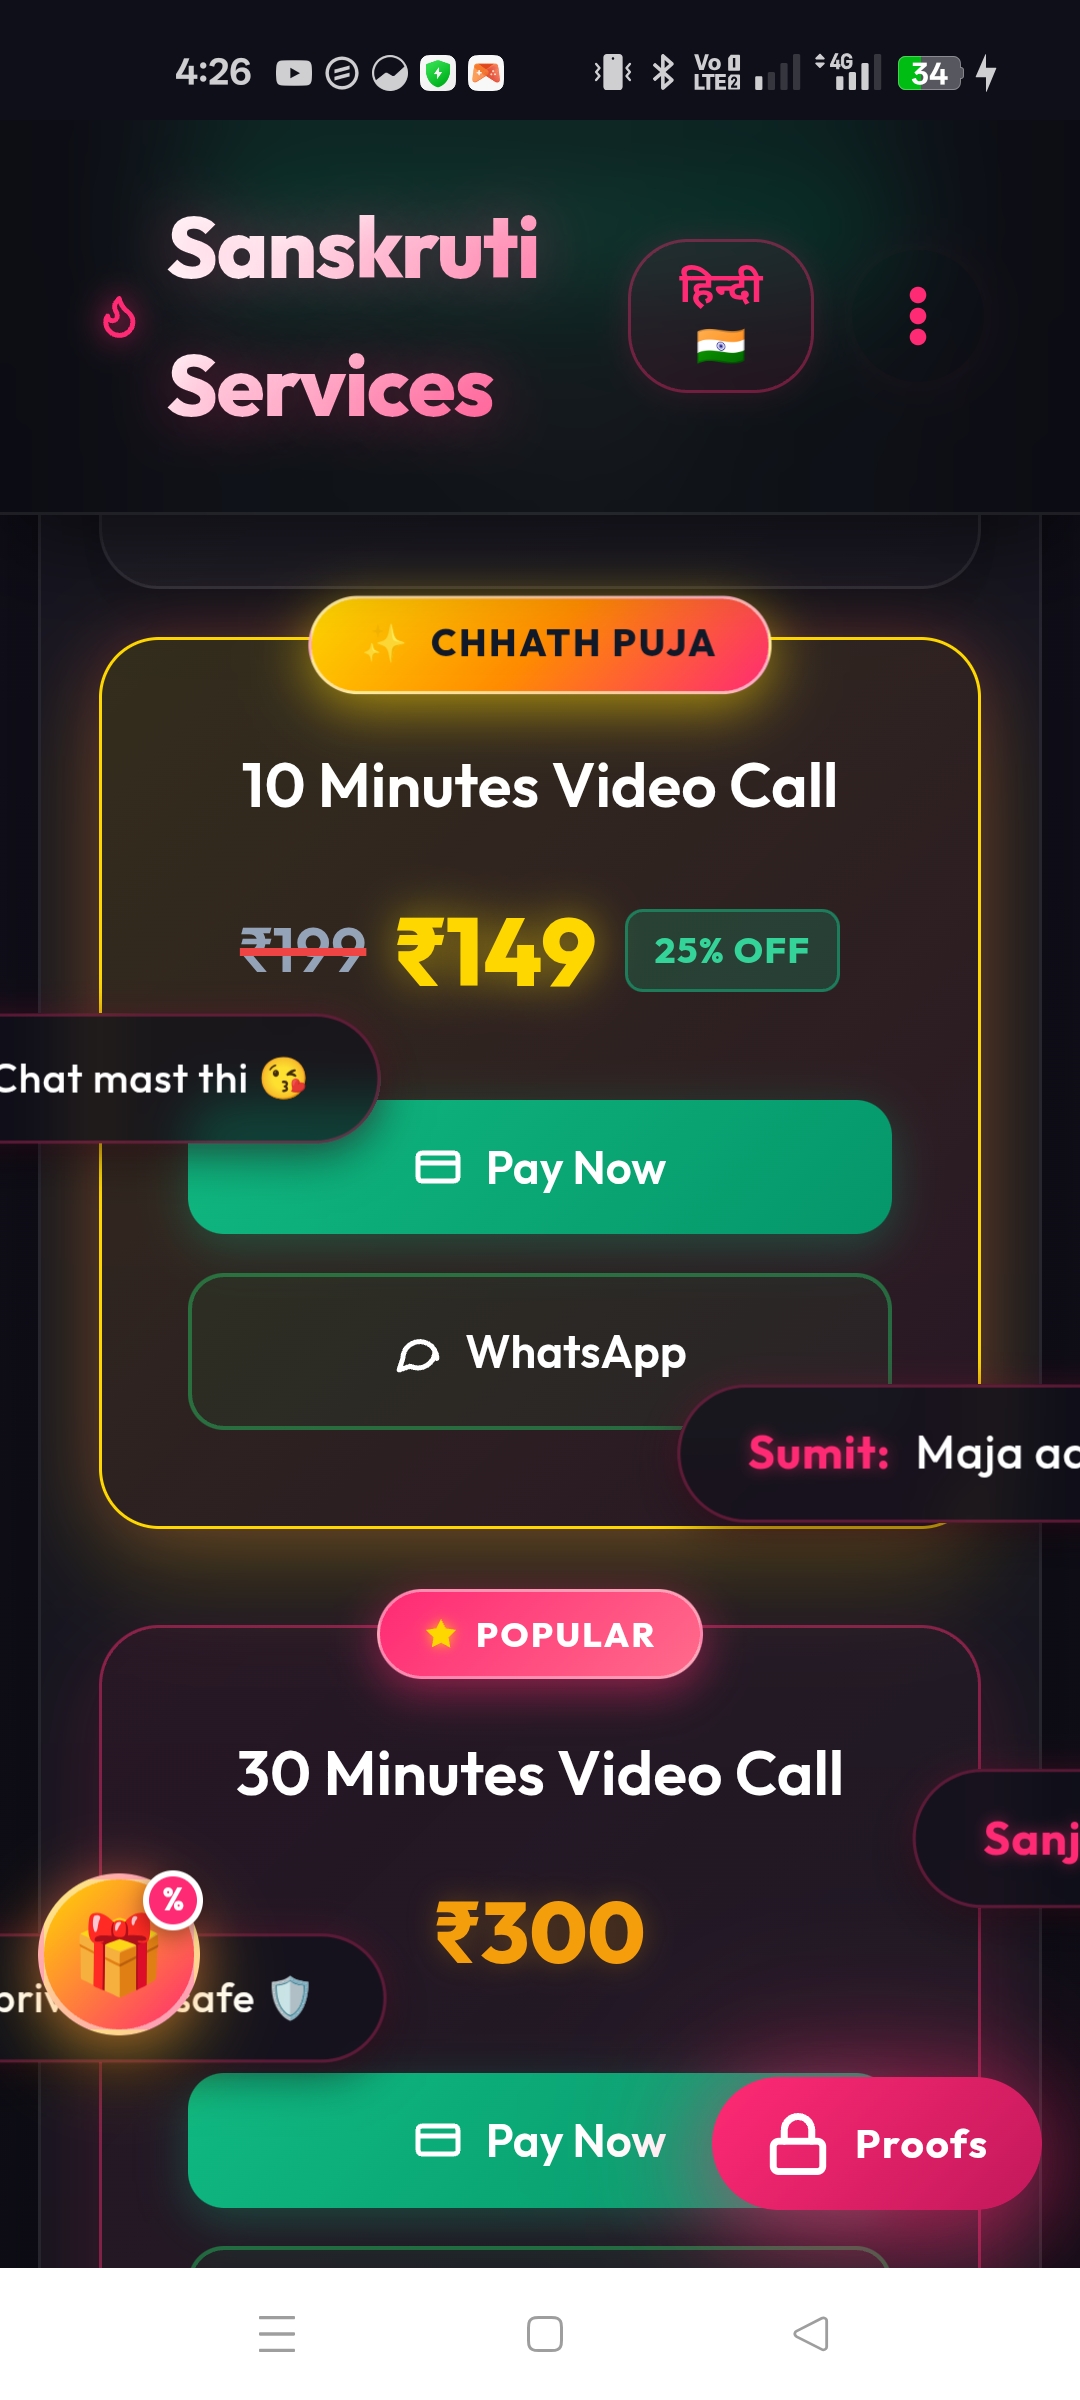 4:26
Vo 1
LTE2
4G
34
Sanskruti
Services
हिन्दी
CHHATH PUJA
10 Minutes Video Call
₹199 ₹149 25% OFF
Chat mast thi
Pay Now
WhatsApp
Sumit: Maja
POPULAR
30 Minutes Video Call
Sanj
%
₹300
safe
Pay Now
Proofs